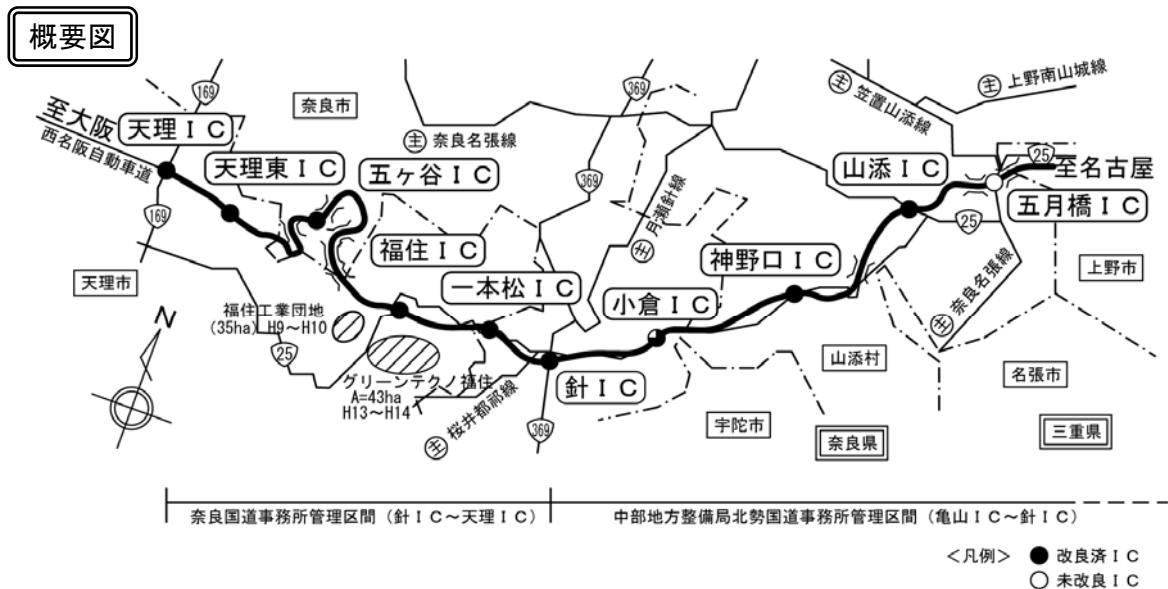 概要図
169
369
主 上野南山城線
主 笠置山添線
奈良市
至大阪
西名阪自動車道
天理ＩＣ
主 奈良名張線
天理東ＩＣ
五ヶ谷ＩＣ
369
主 月瀬針線
山添ＩＣ
25
至名古屋
五月橋ＩＣ
169
25
福住ＩＣ
神野口ＩＣ
上野市
天理市
一本松ＩＣ
小倉ＩＣ
主 奈良名張線
福住工業団地
(35ha) H9～H10
N
25
山添村
名張市
グリーンテクノ福住
A=43ha
H13～H14
針ＩＣ
主 桜井都祁線
369
宇陀市
奈良県
三重県
奈良国道事務所管理区間（針ＩＣ～天理ＩＣ）
中部地方整備局北勢国道事務所管理区間（亀山ＩＣ～針ＩＣ）
＜凡例＞ ● 改良済ＩＣ
○ 未改良ＩＣ